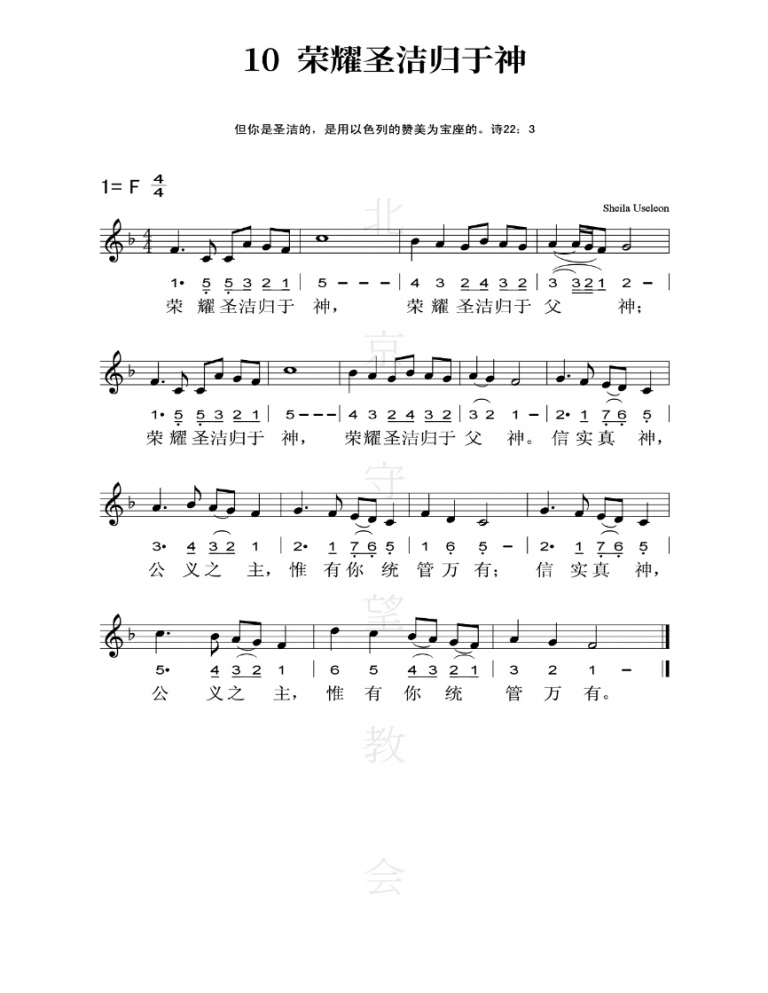 10 荣耀圣洁归于神
但你是圣洁的，是用以色列的赞美为宝座的。诗22：3
1= F 4/4
Sheila Useleon
1· 5 5 3 2 1 | 5 - - - | 4 3 2 4 3 2 | 3 3 2 1 2 - |
荣 耀 圣洁归于 神， 荣 耀 圣洁归于 父 神；
1· 5 5 3 2 1 | 5 - - - | 4 3 2 4 3 2 | 3 2 1 - | 2· 1 7 6 5 |
荣 耀 圣洁归于 神， 荣耀圣洁归于 父 神。 信 实真 神，
3· 4 3 2 1 | 2· 1 7 6 5 | 1 6 5 - | 2· 1 7 6 5 |
公 义之 主， 惟 有你 统 管 万 有； 信 实真 神，
5· 4 3 2 1 | 6 5 4 3 2 1 | 3 2 1 -
公 义之 主， 惟 有 你 统 管 万 有。
北京守望教会